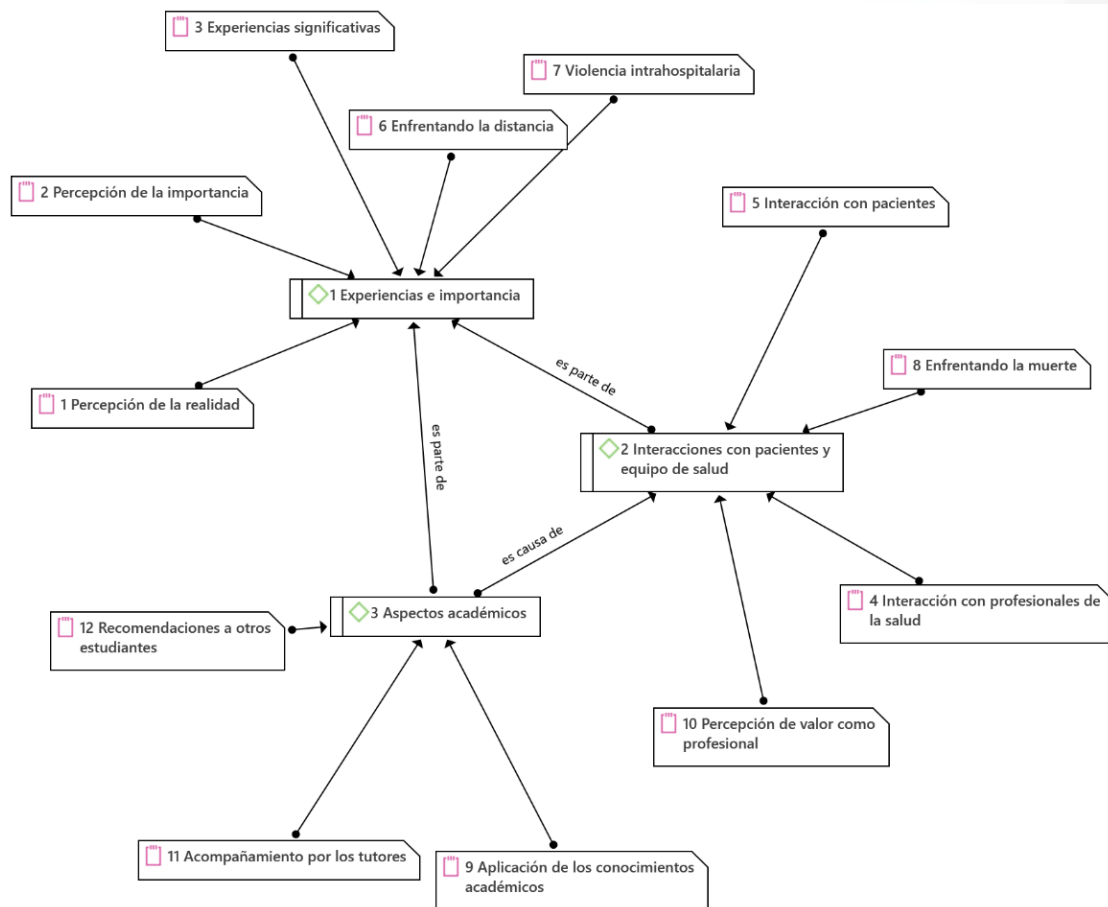 3 Experiencias significativas
7 Violencia intrahospitalaria
6 Enfrentando la distancia
2 Percepción de la importancia
5 Interacción con pacientes
1 Experiencias e importancia
8 Enfrentando la muerte
es parte de
1 Percepción de la realidad
es parte de
2 Interacciones con pacientes y
equipo de salud
es causa de
3 Aspectos académicos
4 Interacción con profesionales de
la salud
12 Recomendaciones a otros
estudiantes
10 Percepción de valor como
profesional
11 Acompañamiento por los tutores
9 Aplicación de los conocimientos
académicos